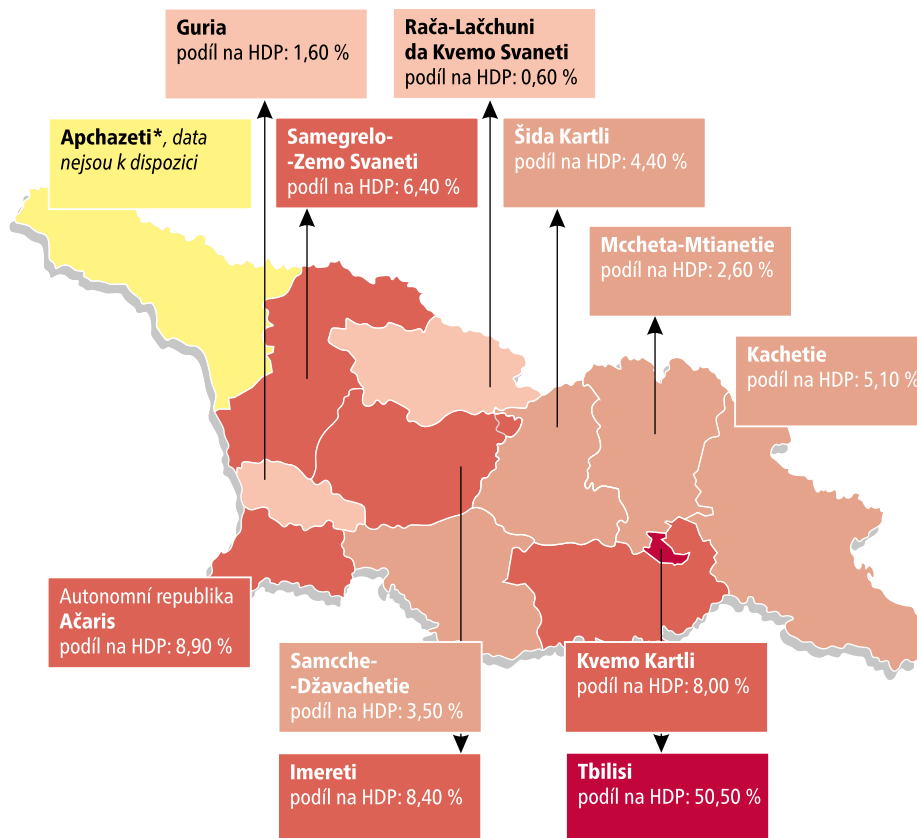 Guria
podíl na HDP: 1,60 %
Rača-Lačchuni
da Kvemo Svaneti
podíl na HDP: 0,60 %
Apchazeti*, data
nejsou k dispozici
Samegrelo-
-Zemo Svaneti
podíl na HDP: 6,40 %
Šida Kartli
podíl na HDP: 4,40 %
Mccheta-Mtianetie
podíl na HDP: 2,60 %
Kachetie
podíl na HDP: 5,10 %
Autonomní republika
Ačaris
podíl na HDP: 8,90 %
Samcche-
-Džavachetie
podíl na HDP: 3,50 %
Kvemo Kartli
podíl na HDP: 8,00 %
Imereti
podíl na HDP: 8,40 %
Tbilisi
podíl na HDP: 50,50 %